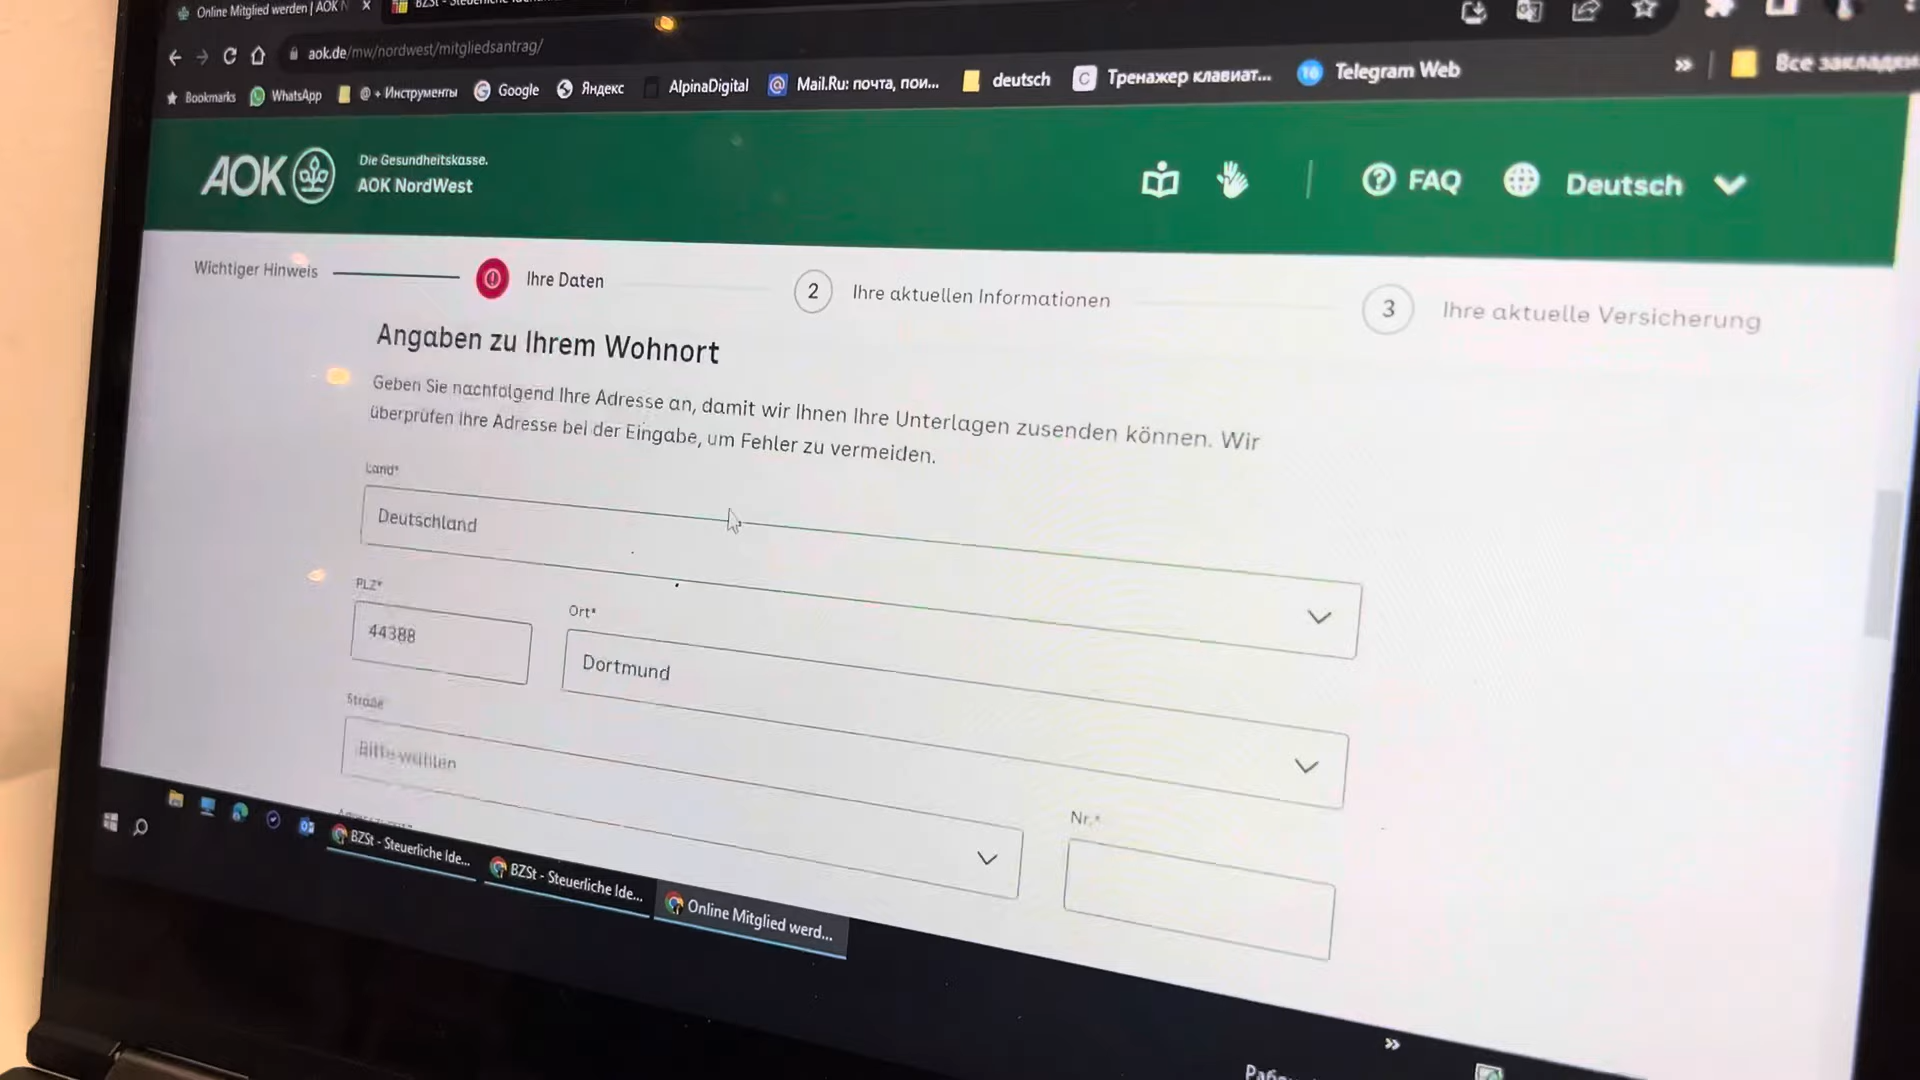 Online Mitglied werden | AOK N
aok.de/mw/nordwest/mitgliedsantrag/
Bookmarks
WhatsApp
@ + Инструменты
Google
Яндекс
AlpinaDigital
Mail.Ru: почта, пои...
deutsch
Тренажер клавиат...
Telegram Web
Все закладки
AOK
Die Gesundheitskasse.
AOK NordWest
FAQ
Deutsch
Wichtiger Hinweis
Ihre Daten
2 Ihre aktuellen Informationen
3 Ihre aktuelle Versicherung
Angaben zu Ihrem Wohnort
Geben Sie nachfolgend Ihre Adresse an, damit wir Ihnen Ihre Unterlagen zusenden können. Wir
überprüfen Ihre Adresse bei der Eingabe, um Fehler zu vermeiden.
Land*
Deutschland
PLZ*
44388
Ort*
Dortmund
Straße
Bitte wählen
Nr.*
BZSt - Steuerliche Ide...
BZSt - Steuerliche Ide...
Online Mitglied werd...